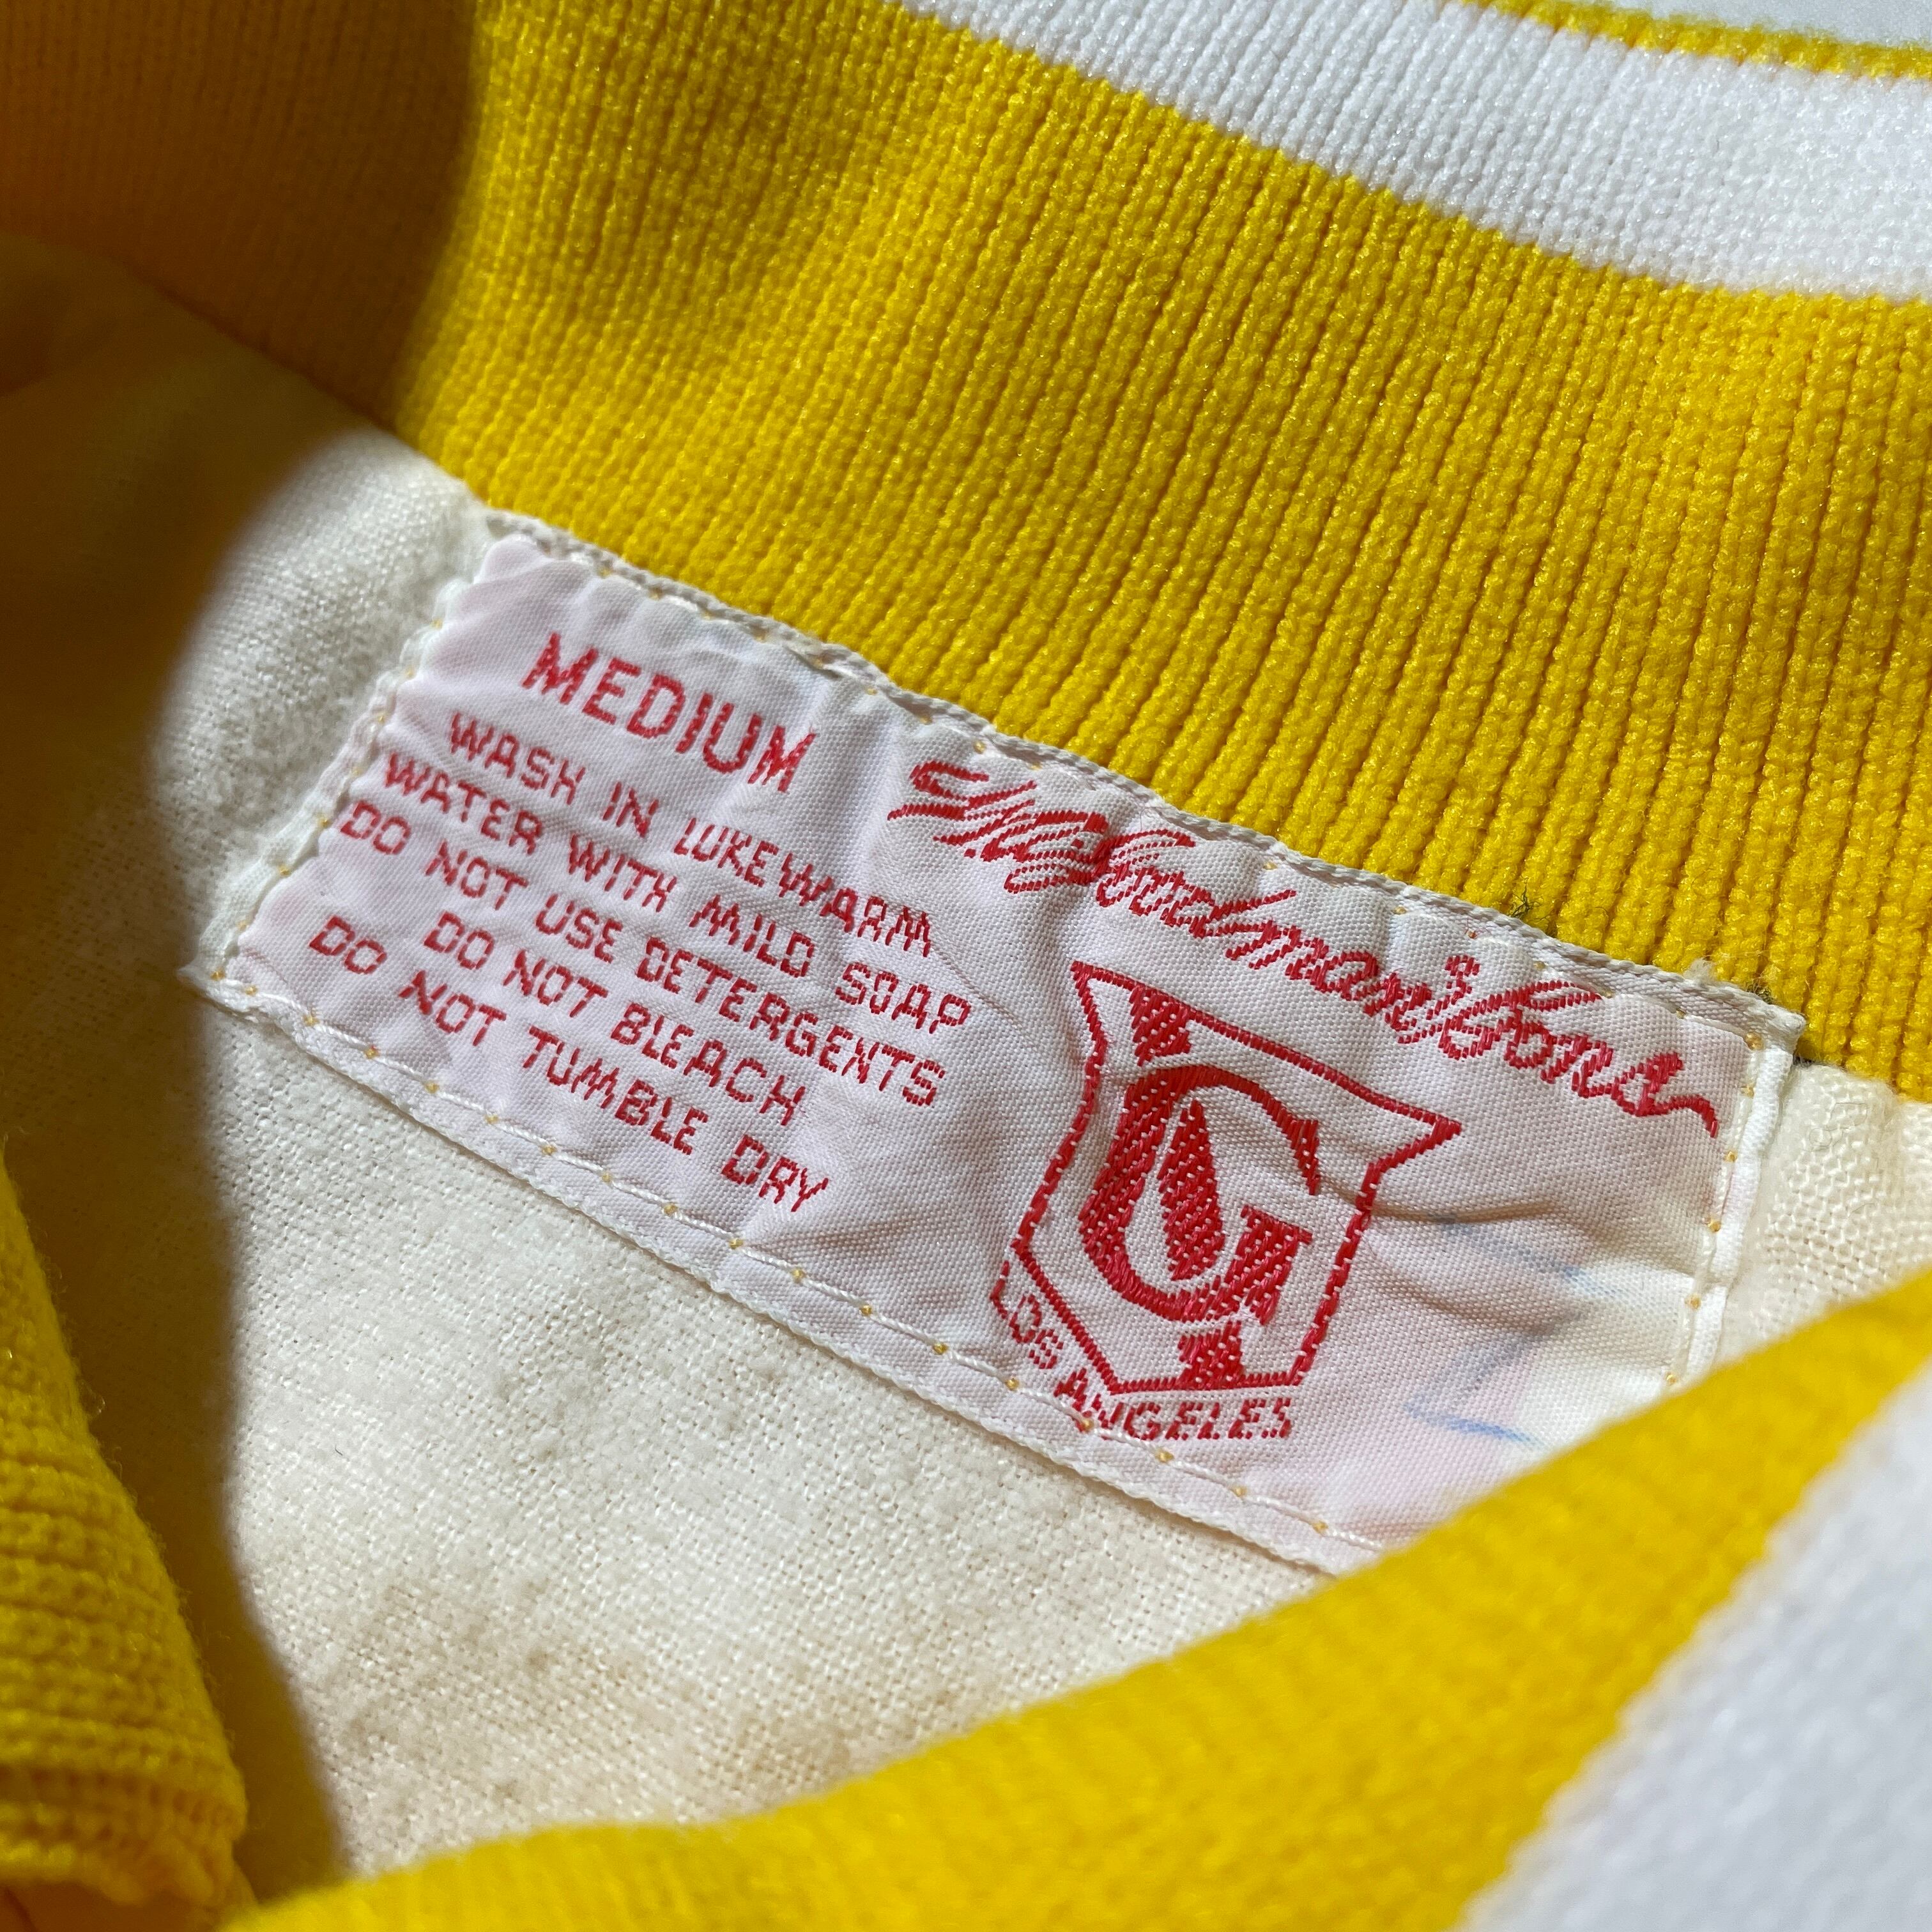 MEDIUM
WASH IN LUKEWARM
WATER WITH MILD SOAP
DO NOT USE DETERGENTS
DO NOT BLEACH
DO NOT TUMBLE DRY
Goodman & Sons
G
LOS ANGELES